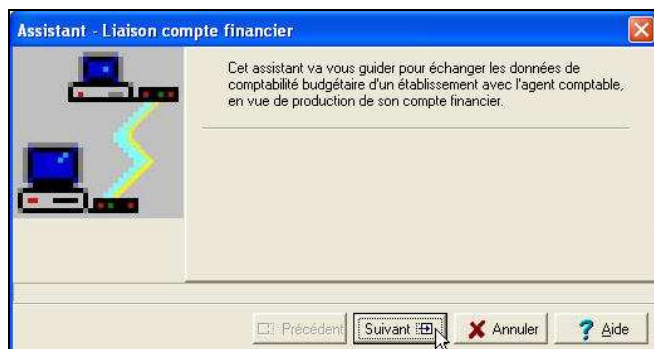 Assistant - Liaison compte financier
Cet assistant va vous guider pour échanger les données de
comptabilité budgétaire d'un établissement avec l'agent comptable,
en vue de production de son compte financier.
Précédent Suivant Annuler Aide